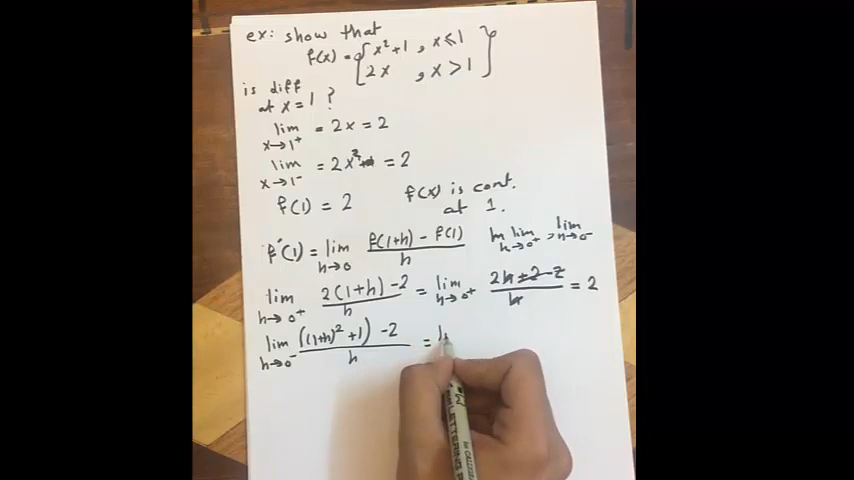 ex: show that
f(x) = { x² + 1 , x ≤ 1
2x , x > 1 }
is diff
at x = 1 ?
lim x→1⁺ = 2x = 2
lim x→1⁻ = 2x² = 2
f(1) = 2 f(x) is cont.
at 1.
f'(1) = lim h→0 f(1+h) - f(1) / h lim h→0⁺ lim h→0⁻
lim h→0⁺ 2(1+h) - 2 / h = lim h→0⁺ 2h + 2 - 2 / h = 2
lim h→0⁻ ((1+h)² + 1) - 2 / h =